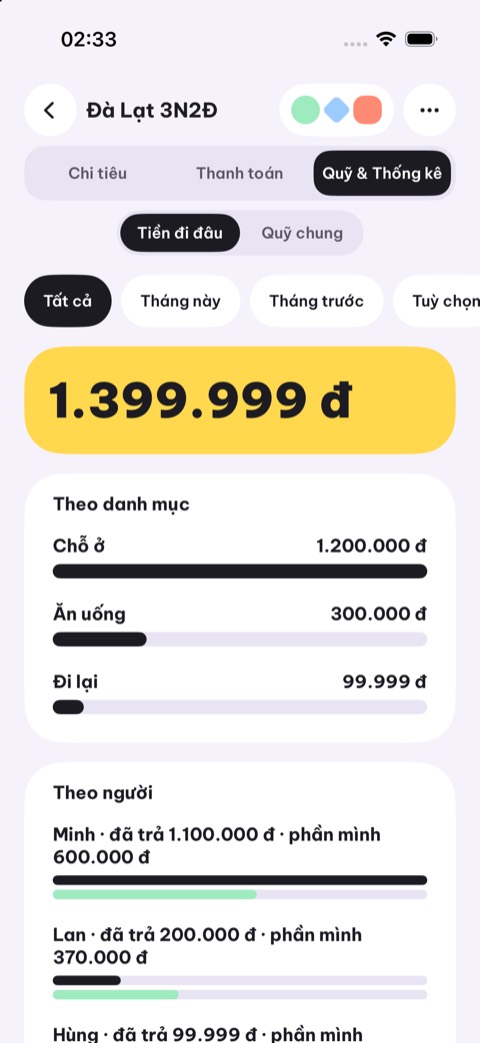 02:33
Đà Lạt 3N2Đ
Chi tiêu
Thanh toán
Quỹ & Thống kê
Tiền đi đâu
Quỹ chung
Tất cả
Tháng này
Tháng trước
Tuỳ chọn
1.399.999 đ
Theo danh mục
Chỗ ở 1.200.000 đ
Ăn uống 300.000 đ
Đi lại 99.999 đ
Theo người
Minh · đã trả 1.100.000 đ · phần mình
600.000 đ
Lan · đã trả 200.000 đ · phần mình
370.000 đ
Hùng · đã trả 99.999 đ · phần mình